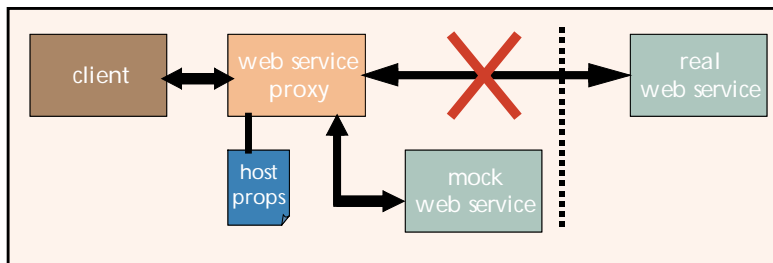 client
web service
proxy
real
web service
host
props
mock
web service